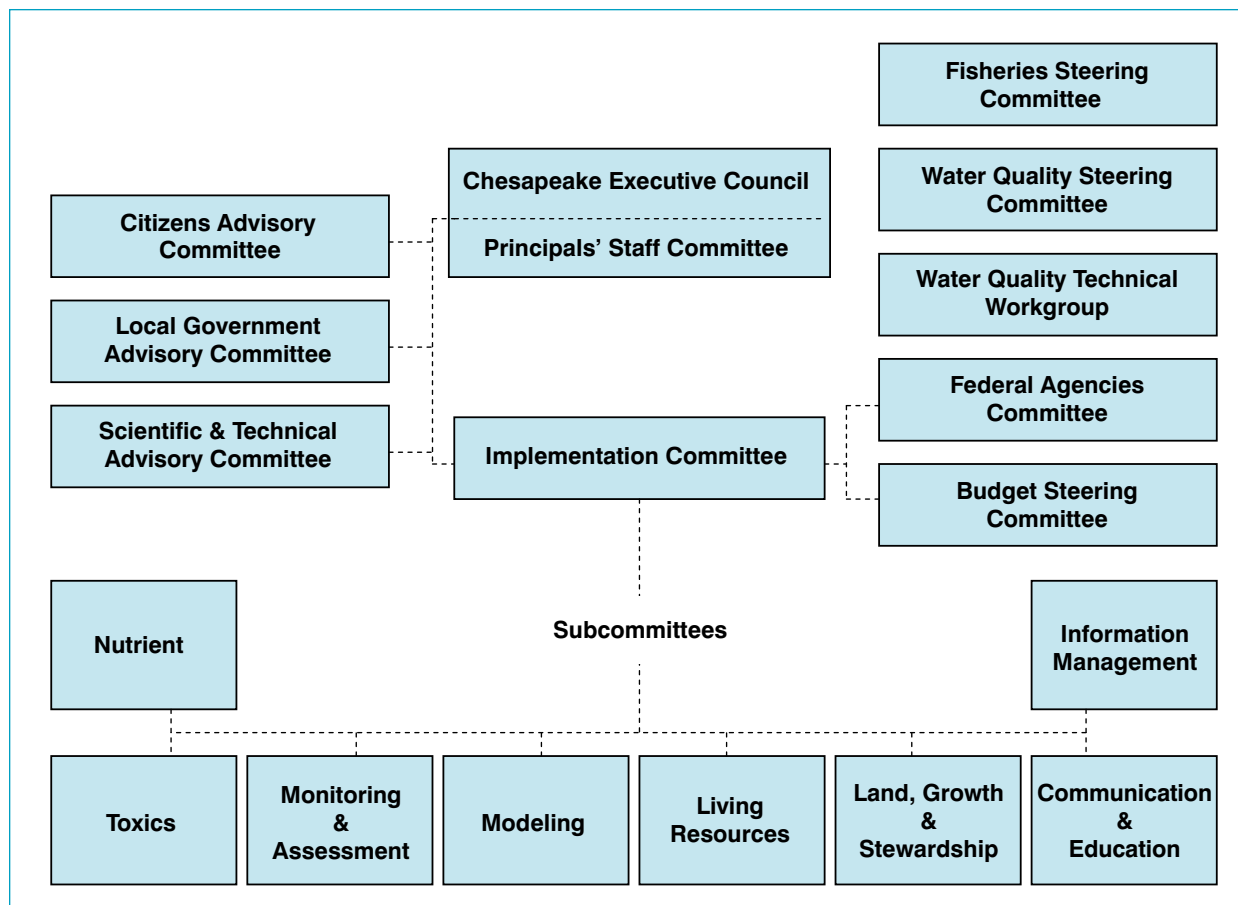 Fisheries Steering
Committee
Chesapeake Executive Council
Principals’ Staff Committee
Water Quality Steering
Committee
Citizens Advisory
Committee
Water Quality Technical
Workgroup
Local Government
Advisory Committee
Federal Agencies
Committee
Scientific & Technical
Advisory Committee
Implementation Committee
Budget Steering
Committee
Nutrient
Subcommittees
Information
Management
Toxics
Monitoring
&
Assessment
Modeling
Living
Resources
Land, Growth
&
Stewardship
Communication
&
Education